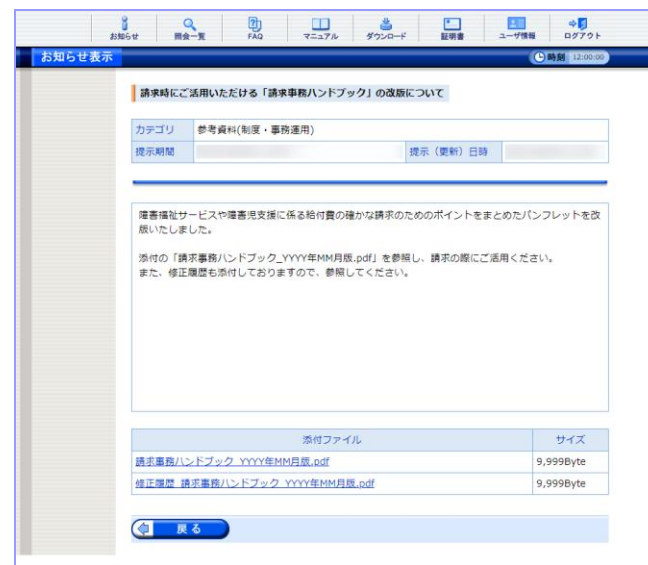 お知らせ 照会一覧 FAQ マニュアル ダウンロード 証明書 ユーザ情報 ログアウト
お知らせ表示 時刻 12:00:00
請求時にご活用いただける「請求事務ハンドブック」の改版について
カテゴリ 参考資料(制度・事務運用)
提示期間 提示（更新）日時
障害福祉サービスや障害児支援に係る給付費の確かな請求のためのポイントをまとめたパンフレットを改
版いたしました。
添付の「請求事務ハンドブック_YYYY年MM月版.pdf」を参照し、請求の際にご活用ください。
また、修正履歴も添付しておりますので、参照してください。
添付ファイル サイズ
請求事務ハンドブック_YYYY年MM月版.pdf 9,999Byte
修正履歴_請求事務ハンドブック_YYYY年MM月版.pdf 9,999Byte
戻る